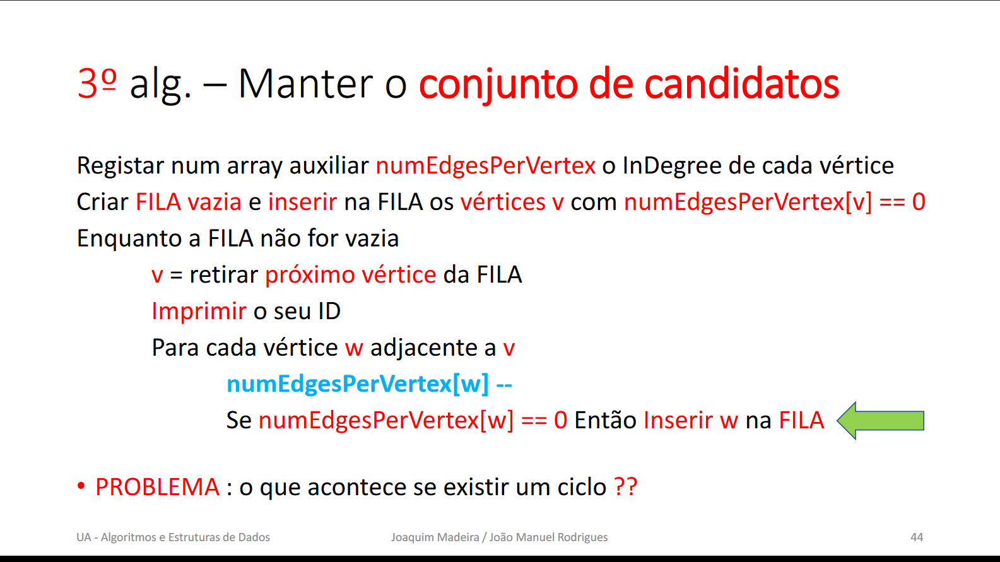 3º alg. – Manter o conjunto de candidatos
Registar num array auxiliar numEdgesPerVertex o InDegree de cada vértice
Criar FILA vazia e inserir na FILA os vértices v com numEdgesPerVertex[v] == 0
Enquanto a FILA não for vazia
v = retirar próximo vértice da FILA
Imprimir o seu ID
Para cada vértice w adjacente a v
numEdgesPerVertex[w] --
Se numEdgesPerVertex[w] == 0 Então Inserir w na FILA
• PROBLEMA : o que acontece se existir um ciclo ??
UA - Algoritmos e Estruturas de Dados
Joaquim Madeira / João Manuel Rodrigues
44